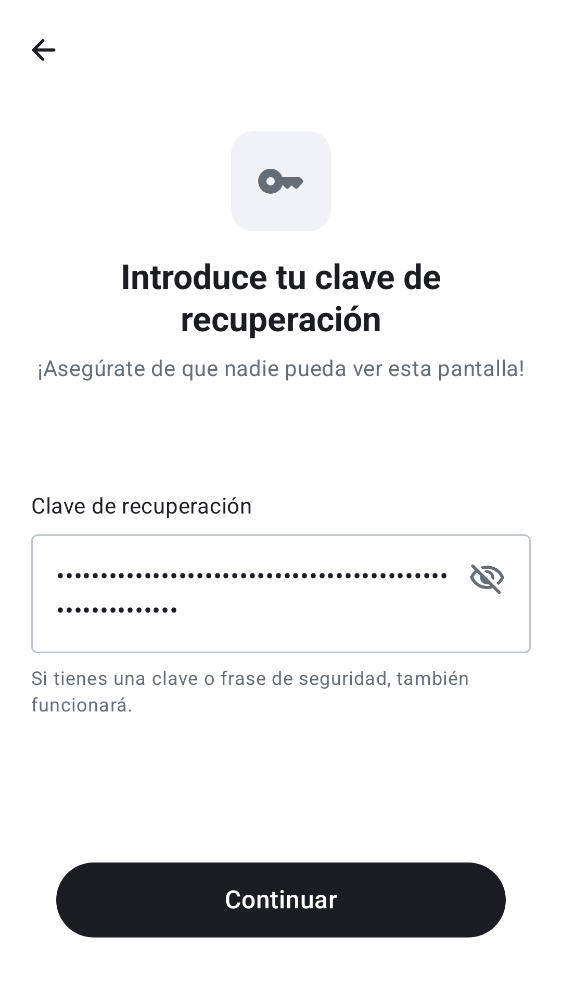 Introduce tu clave de
recuperación
¡Asegúrate de que nadie pueda ver esta pantalla!
Clave de recuperación
•••••••••••••••••••••••••••••••••••••••••••••
••••••••••••••
Si tienes una clave o frase de seguridad, también
funcionará.
Continuar